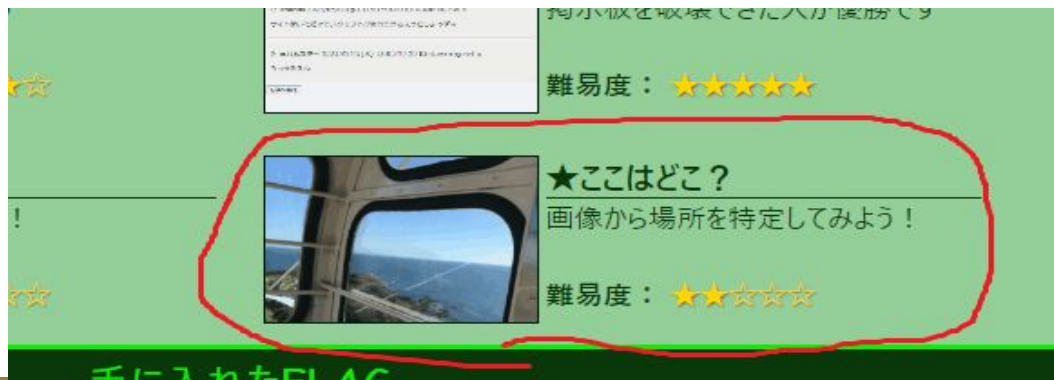 掲示板を破壊できた人が優勝です
難易度： ★★★★★
★☆
★ここはどこ？
画像から場所を特定してみよう！
！
難易度： ★★☆☆☆
☆☆
手に入れたFLAG